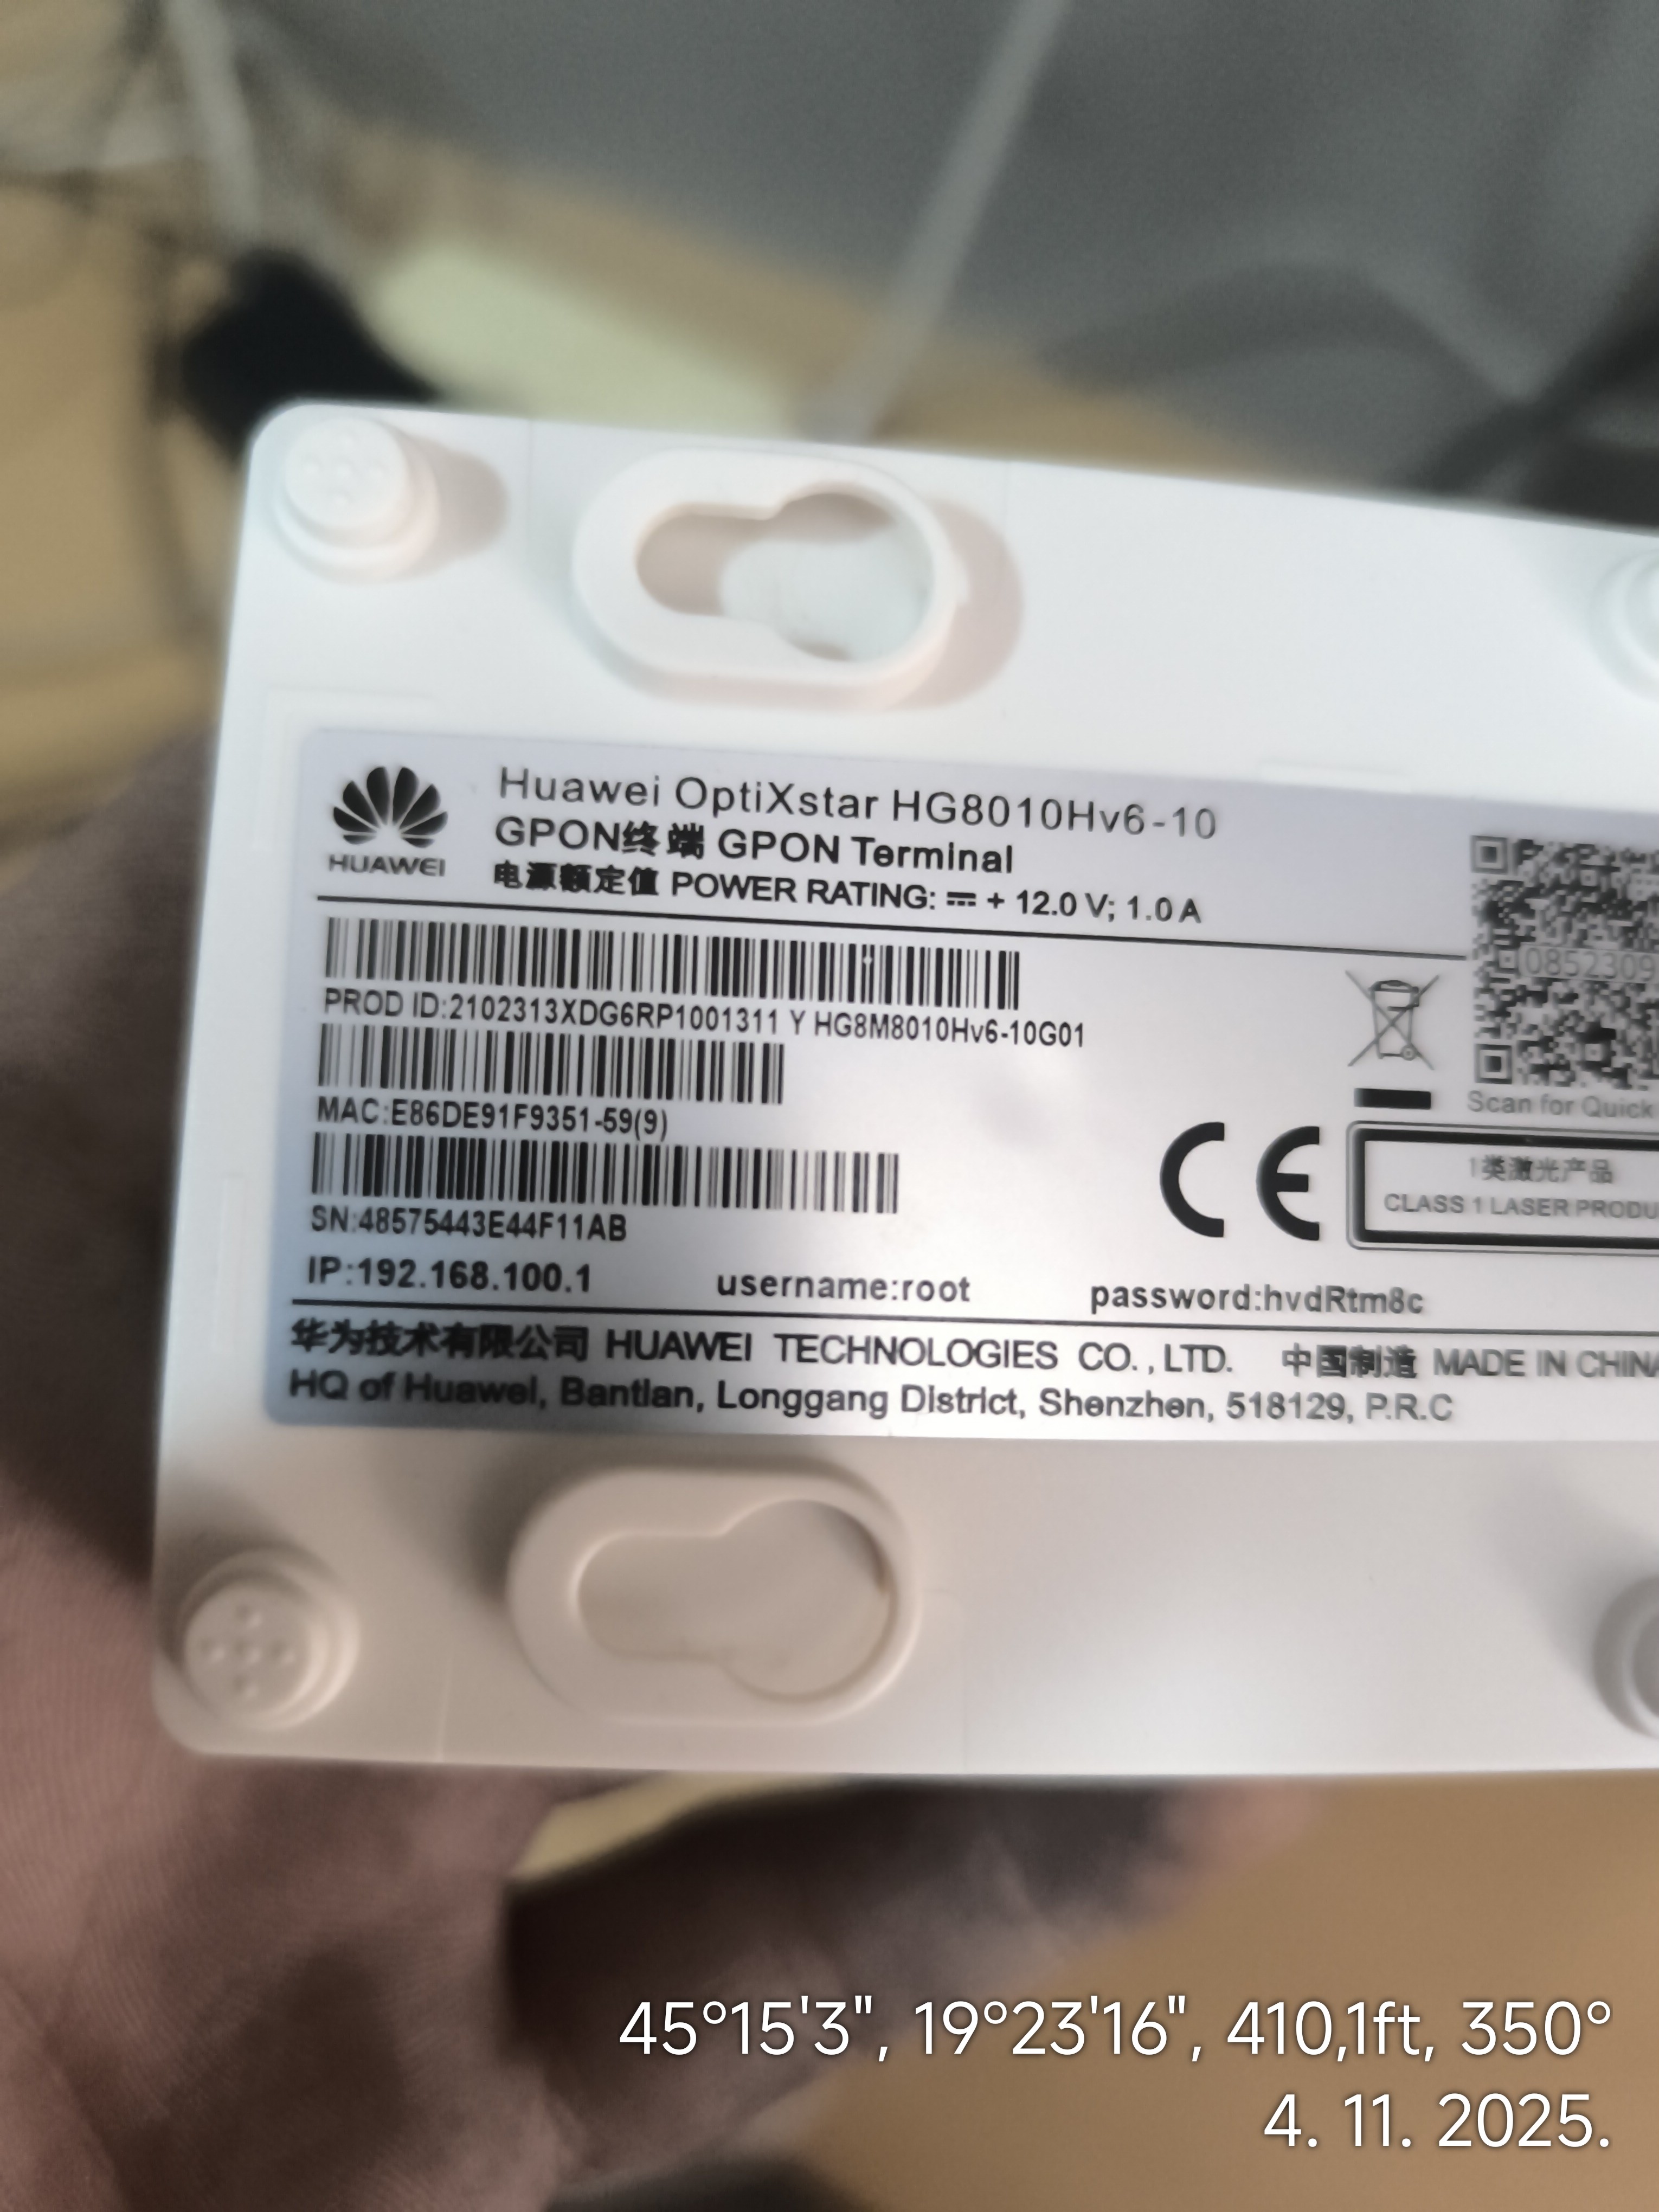 HUAWEI
Huawei OptiXstar HG8010Hv6-10
GPON终端 GPON Terminal
电源额定值 POWER RATING: ⎓ + 12.0 V; 1.0 A
PROD ID:2102313XDG6RP1001311 Y HG8M8010Hv6-10G01
MAC:E86DE91F9351-59(9)
SN:48575443E44F11AB
IP:192.168.100.1 username:root password:hvdRtm8c
(0852309
Scan for Quick
CE
1类激光产品
CLASS 1 LASER PRODU
华为技术有限公司 HUAWEI TECHNOLOGIES CO.,LTD. 中国制造 MADE IN CHINA
HQ of Huawei, Bantian, Longgang District, Shenzhen, 518129, P.R.C
45°15'3", 19°23'16", 410,1ft, 350°
4. 11. 2025.